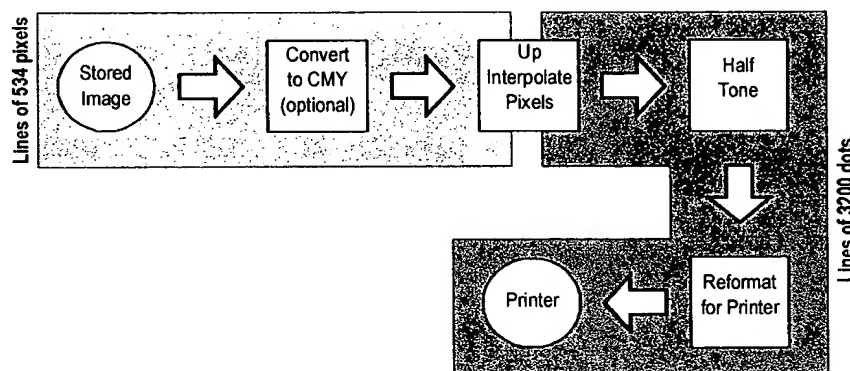 Lines of 534 pixels
Stored
Image
Convert
to CMY
(optional)
Up
Interpolate
Pixels
Half
Tone
Lines of 3200 dots
Reformat
for Printer
Printer